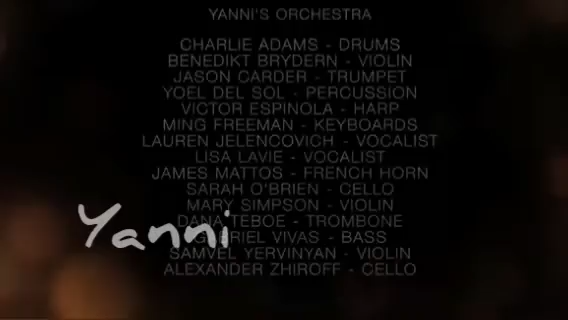 YANNI'S ORCHESTRA
CHARLIE ADAMS - DRUMS
BENEDIKT BRYDERN - VIOLIN
JASON CARDER - TRUMPET
YOEL DEL SOL - PERCUSSION
VICTOR ESPINOLA - HARP
MING FREEMAN - KEYBOARDS
LAUREN JELENCOVICH - VOCALIST
LISA LAVIE - VOCALIST
JAMES MATTOS - FRENCH HORN
SARAH O'BRIEN - CELLO
MARY SIMPSON - VIOLIN
DANA TEBOE - TROMBONE
GABRIEL VIVAS - BASS
SAMVEL YERVINYAN - VIOLIN
ALEXANDER ZHIROFF - CELLO
Yanni